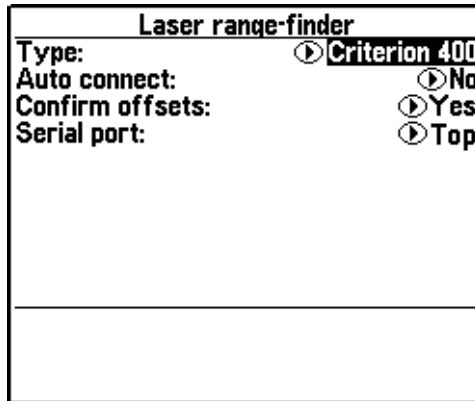 Laser range-finder
Type: Criterion 400
Auto connect: No
Confirm offsets: Yes
Serial port: Top